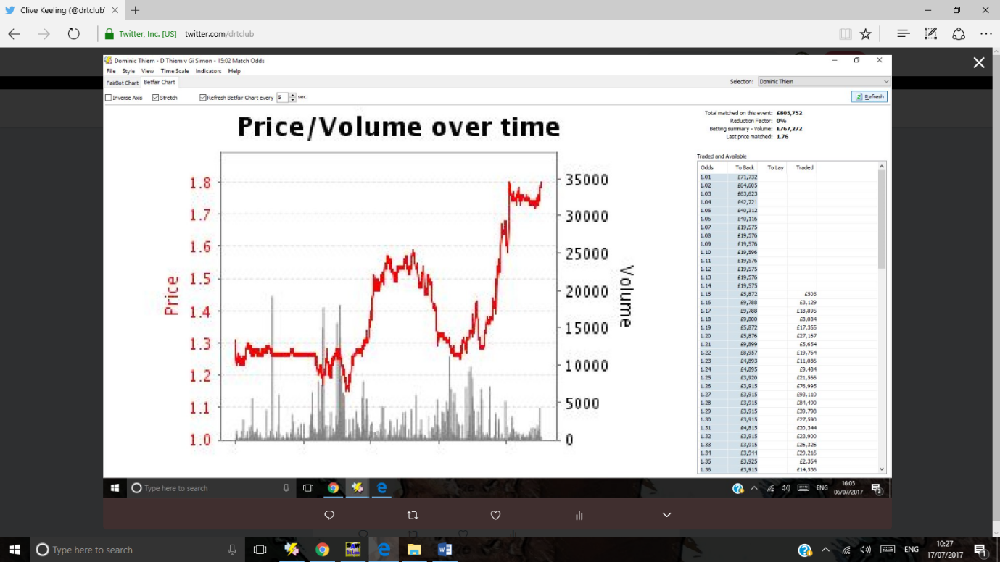 Clive Keeling (@drtclub)
Twitter, Inc. [US] twitter.com/drtclub
Dominic Thiem - D Thiem v Gi Simon - 15:02 Match Odds
File Style View Time Scale Indicators Help
FairBot Chart Betfair Chart
Selection: Dominic Thiem
Inverse Axis Stretch Refresh Betfair Chart every 5 sec.
Refresh
Price/Volume over time
Total matched on this event: £805,752
Reduction Factor: 0%
Betting summary - Volume: £767,272
Last price matched: 1.76
Price
1.8
1.7
1.6
1.5
1.4
1.3
1.2
1.1
1.0
35000
30000
25000
20000
15000
10000
5000
0
Volume
Traded and Available
Odds To Back To Lay Traded
1.01 £71,732
1.02 £64,605
1.03 £63,623
1.04 £42,721
1.05 £40,312
1.06 £40,116
1.07 £19,575
1.08 £19,576
1.09 £19,576
1.10 £19,596
1.11 £19,576
1.12 £19,575
1.13 £19,576
1.14 £19,575
1.15 £5,872 £503
1.16 £9,788 £3,129
1.17 £9,788 £18,895
1.18 £9,800 £8,084
1.19 £5,872 £17,355
1.20 £5,876 £27,167
1.21 £9,899 £5,654
1.22 £8,957 £19,764
1.23 £4,893 £11,086
1.24 £4,895 £9,484
1.25 £3,920 £21,566
1.26 £3,915 £76,995
1.27 £3,915 £93,110
1.28 £3,915 £84,490
1.29 £3,915 £39,798
1.30 £3,915 £27,590
1.31 £4,815 £20,344
1.32 £3,915 £23,900
1.33 £3,915 £26,326
1.34 £3,944 £29,216
1.35 £3,925 £2,354
1.36 £3,915 £14,536
Type here to search
ENG
16:05
06/07/2017
3
Type here to search
ENG
10:27
17/07/2017
1